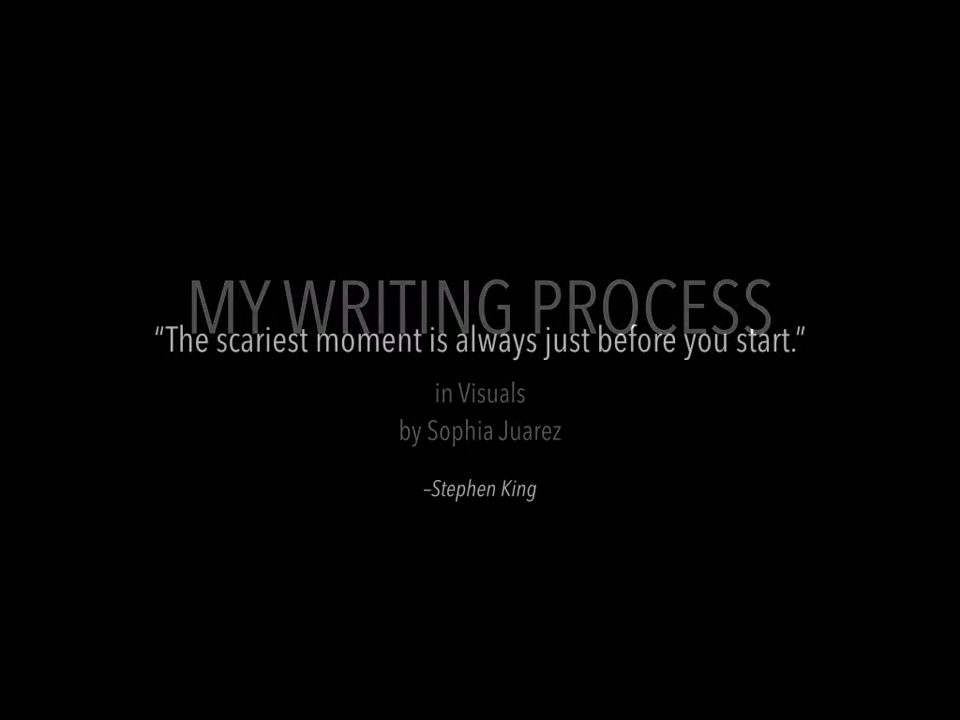 MY WRITING PROCESS
"The scariest moment is always just before you start."
in Visuals
by Sophia Juarez
–Stephen King